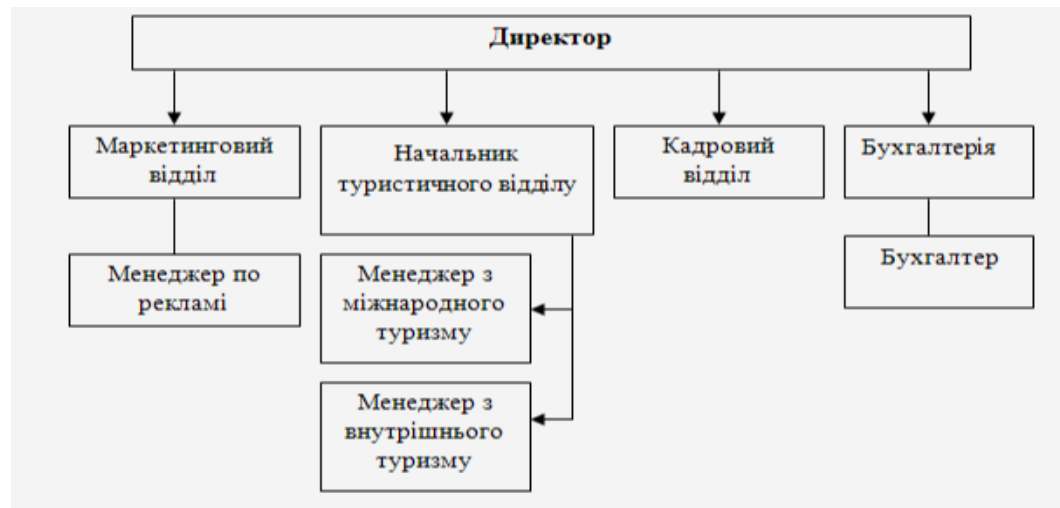 Директор
Маркетинговий
відділ
Начальник
туристичного відділу
Кадровий
відділ
Бухгалтерія
Менеджер по
рекламі
Менеджер з
міжнародного
туризму
Бухгалтер
Менеджер з
внутрішнього
туризму